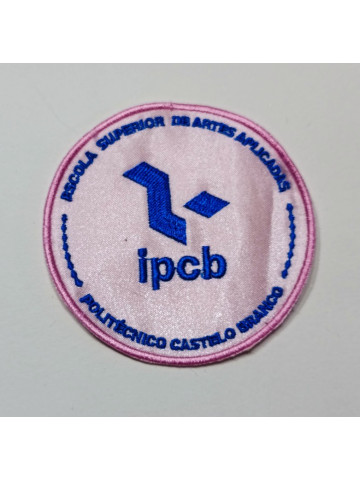 ESCOLA SUPERIOR DE ARTES APLICADAS
ipcb
POLITÉCNICO CASTELO BRANCO